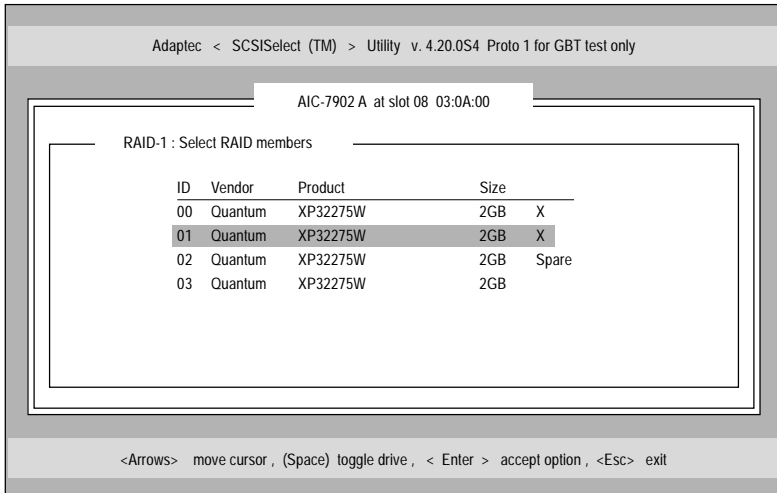 Adaptec < SCSISelect (TM) > Utility v. 4.20.0S4 Proto 1 for GBT test only
AIC-7902 A at slot 08 03:0A:00
RAID-1 : Select RAID members
ID Vendor Product Size
00 Quantum XP32275W 2GB X
01 Quantum XP32275W 2GB X
02 Quantum XP32275W 2GB Spare
03 Quantum XP32275W 2GB
<Arrows> move cursor , (Space) toggle drive , < Enter > accept option , <Esc> exit